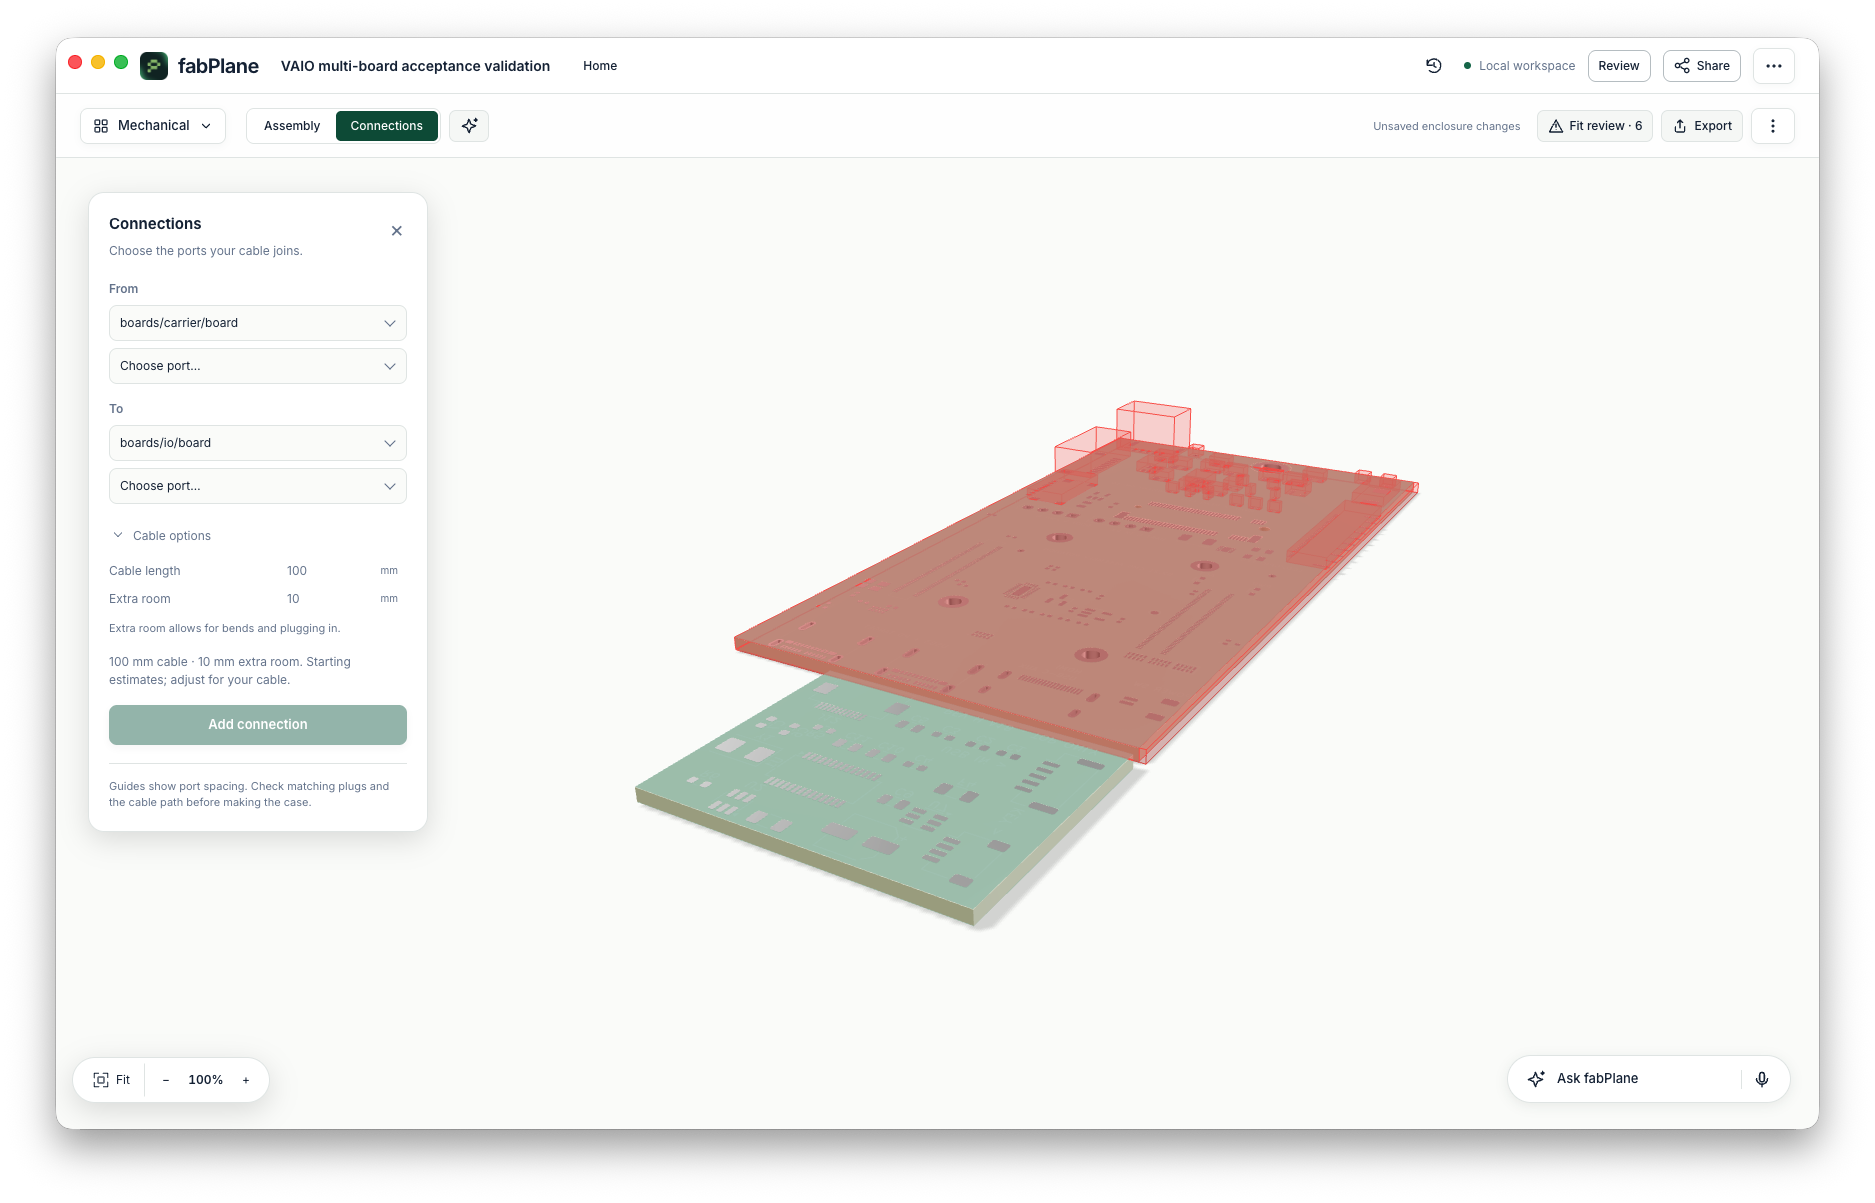 fabPlane
VAIO multi-board acceptance validation
Home
Local workspace
Review
Share
Mechanical
Assembly
Connections
Unsaved enclosure changes
Fit review · 6
Export
Connections
Choose the ports your cable joins.
From
boards/carrier/board
Choose port...
To
boards/io/board
Choose port...
Cable options
Cable length 100 mm
Extra room 10 mm
Extra room allows for bends and plugging in.
100 mm cable · 10 mm extra room. Starting
estimates; adjust for your cable.
Add connection
Guides show port spacing. Check matching plugs and
the cable path before making the case.
Fit
− 100% +
Ask fabPlane